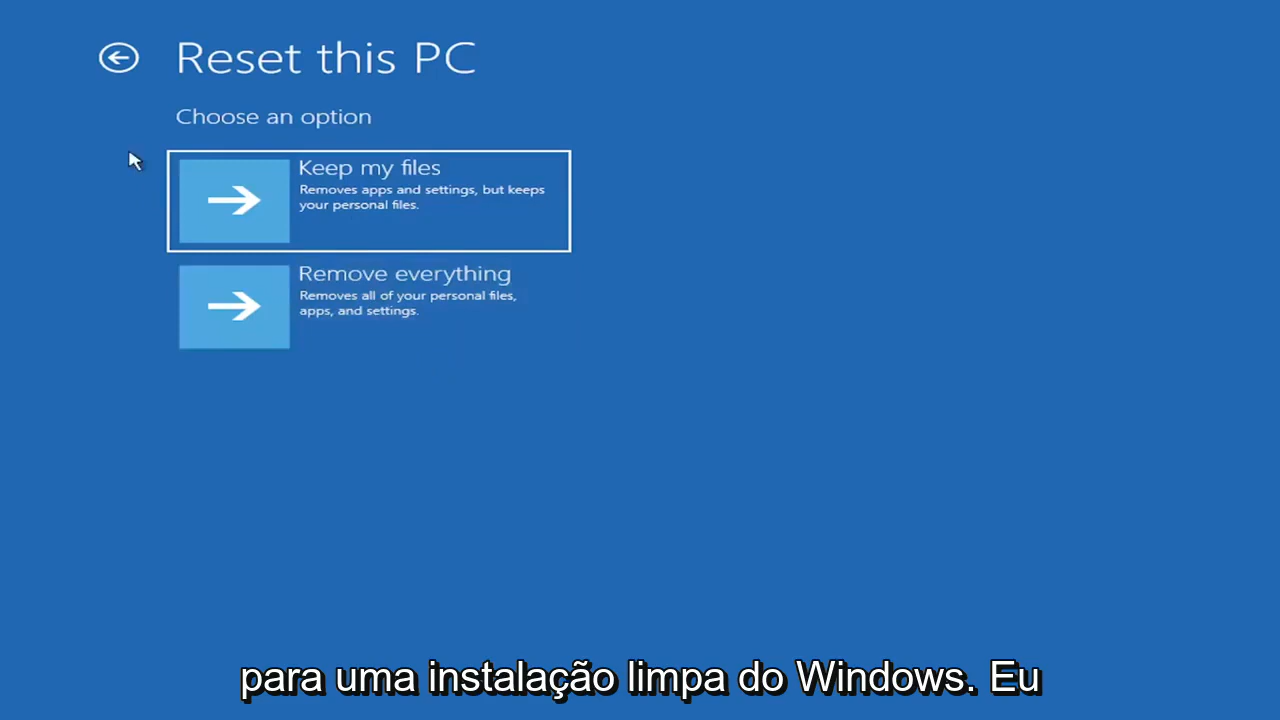 Reset this PC
Choose an option
Keep my files
Removes apps and settings, but keeps
your personal files.
Remove everything
Removes all of your personal files,
apps, and settings.
para uma instalação limpa do Windows. Eu